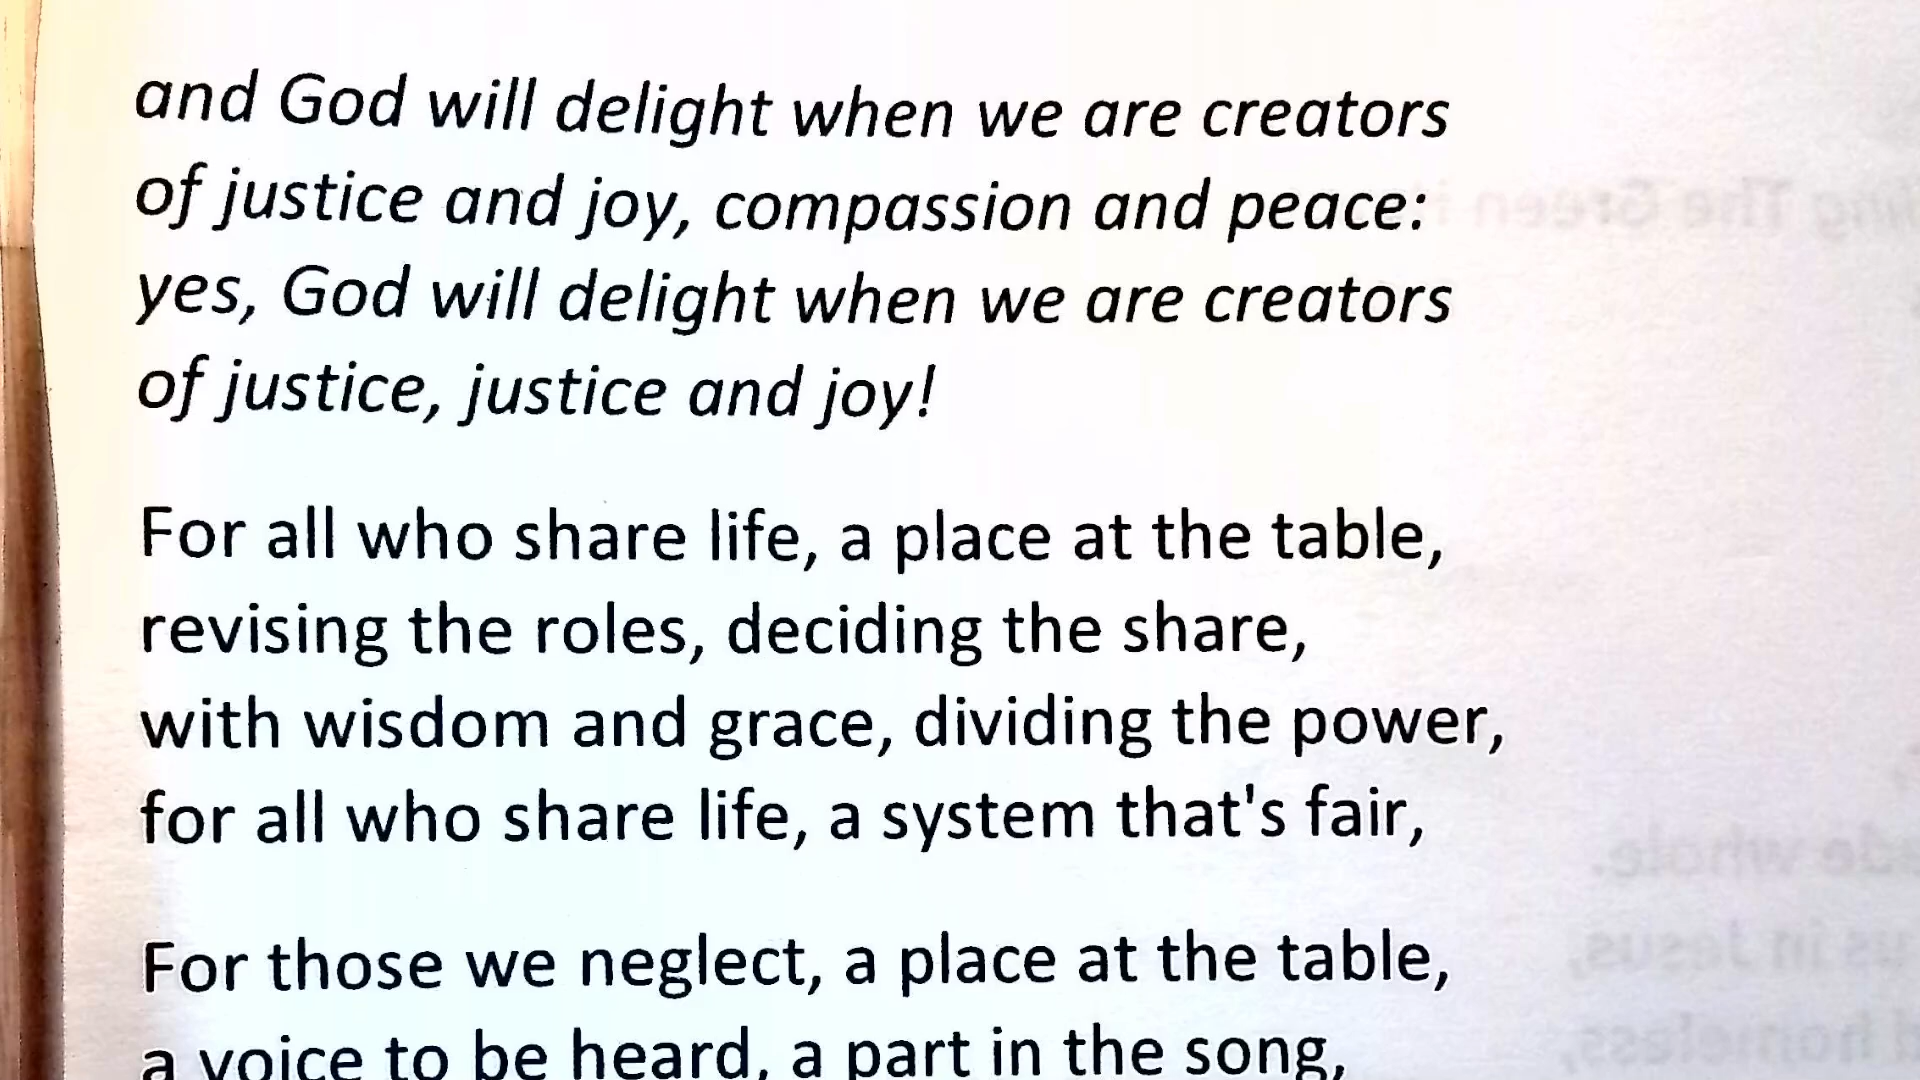 and God will delight when we are creators
of justice and joy, compassion and peace:
yes, God will delight when we are creators
of justice, justice and joy!
For all who share life, a place at the table,
revising the roles, deciding the share,
with wisdom and grace, dividing the power,
for all who share life, a system that's fair,
For those we neglect, a place at the table,
a voice to be heard, a part in the song,